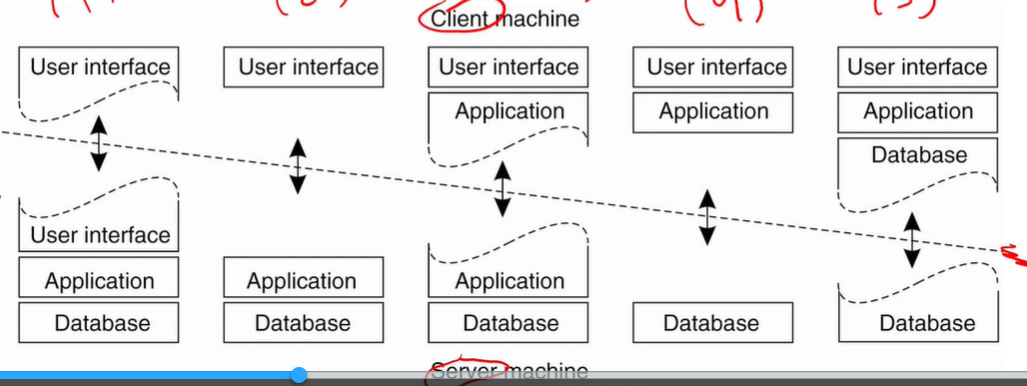 Client machine
User interface User interface User interface User interface User interface
Application Application Application
Database
User interface
Application Application Application
Database Database Database Database Database
Server machine